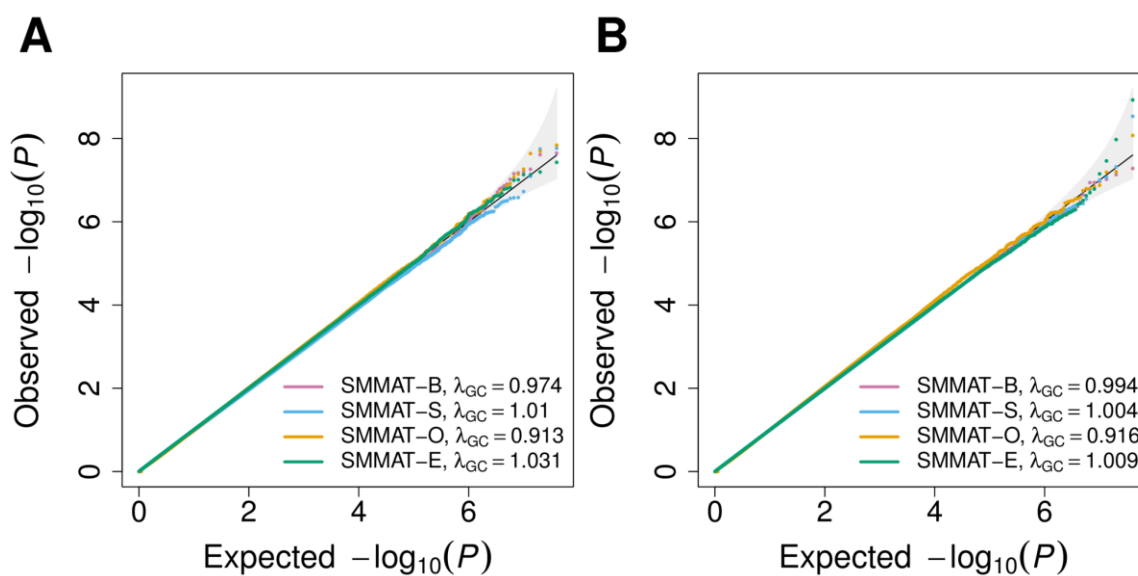 A
Observed −log10(P)
8
6
4
2
0
SMMAT−B, λGC = 0.974
SMMAT−S, λGC = 1.01
SMMAT−O, λGC = 0.913
SMMAT−E, λGC = 1.031
0 2 4 6
Expected −log10(P)
B
Observed −log10(P)
8
6
4
2
0
SMMAT−B, λGC = 0.994
SMMAT−S, λGC = 1.004
SMMAT−O, λGC = 0.916
SMMAT−E, λGC = 1.009
0 2 4 6
Expected −log10(P)